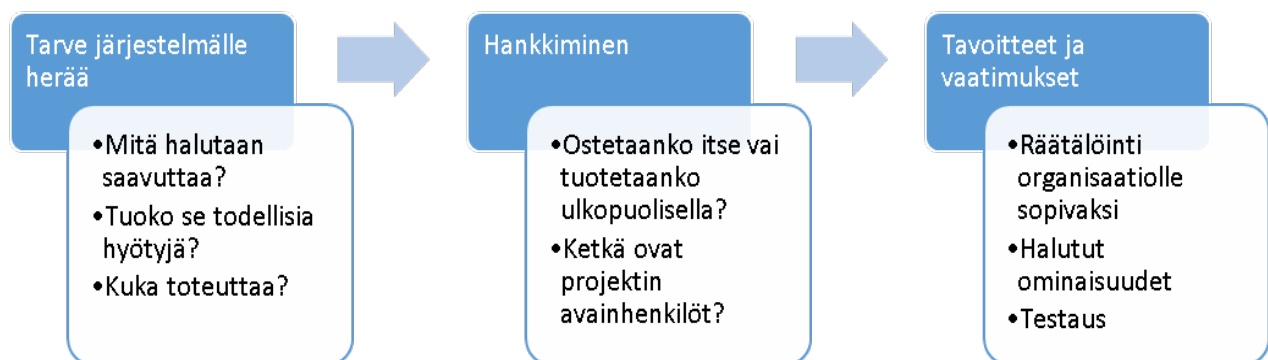 Tarve järjestelmälle
herää
•Mitä halutaan
saavuttaa?
•Tuoko se todellisia
hyötyjä?
•Kuka toteuttaa?
Hankkiminen
•Ostetaanko itse vai
tuotetaanko
ulkopuolisella?
•Ketkä ovat
projektin
avainhenkilöt?
Tavoitteet ja
vaatimukset
•Räätälöinti
organisaatiolle
sopivaksi
•Halutut
ominaisuudet
•Testaus